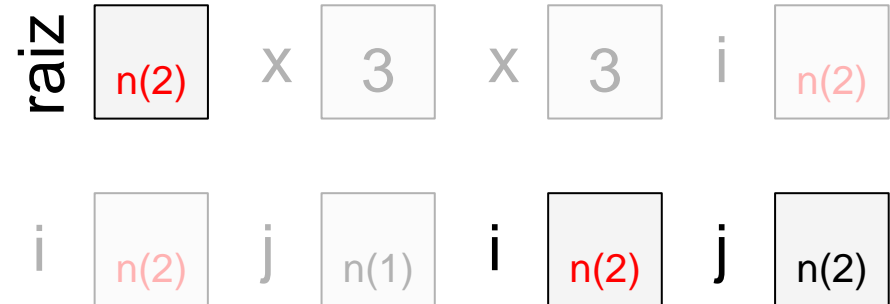 raiz n(2) x 3 x 3 i n(2)
i n(2) j n(1) i n(2) j n(2)